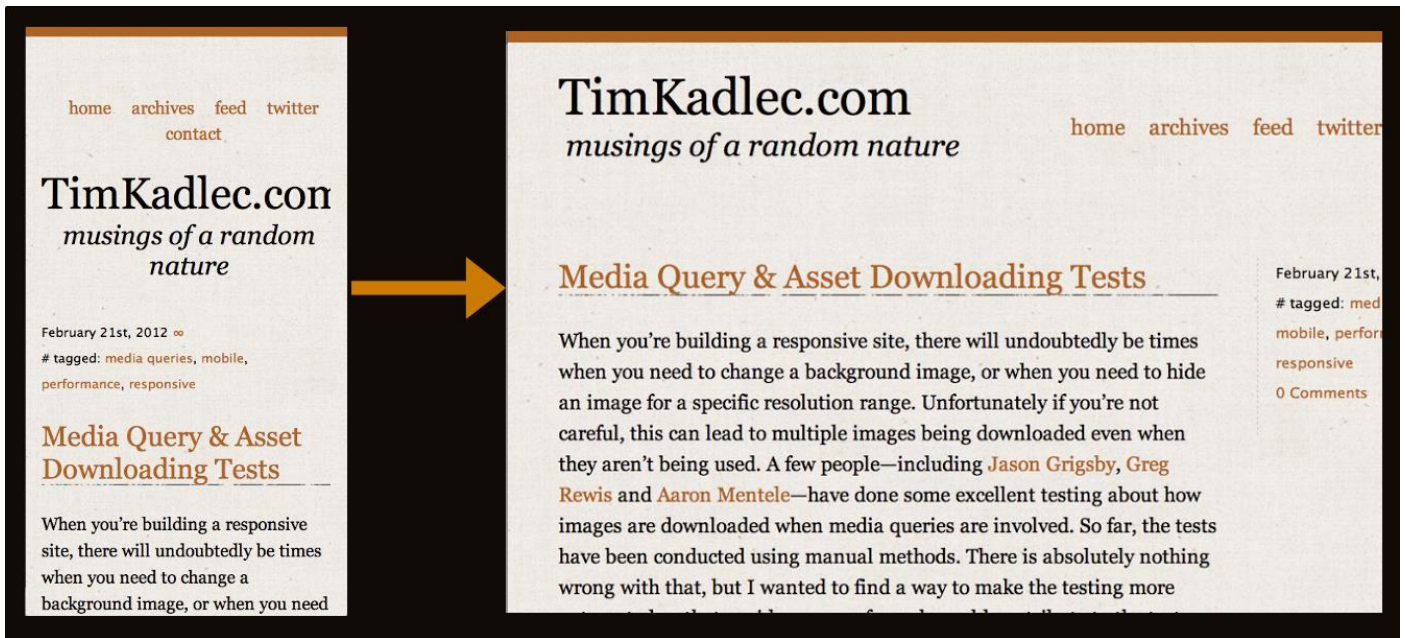 home archives feed twitter
contact
TimKadlec.com
musings of a random
nature
February 21st, 2012 ∞
# tagged: media queries, mobile,
performance, responsive
Media Query & Asset
Downloading Tests
When you’re building a responsive
site, there will undoubtedly be times
when you need to change a
background image, or when you need
TimKadlec.com
musings of a random nature
home archives feed twitter
Media Query & Asset Downloading Tests
When you’re building a responsive site, there will undoubtedly be times
when you need to change a background image, or when you need to hide
an image for a specific resolution range. Unfortunately if you’re not
careful, this can lead to multiple images being downloaded even when
they aren’t being used. A few people—including Jason Grigsby, Greg
Rewis and Aaron Mentele—have done some excellent testing about how
images are downloaded when media queries are involved. So far, the tests
have been conducted using manual methods. There is absolutely nothing
wrong with that, but I wanted to find a way to make the testing more
February 21st,
# tagged: med
mobile, perfor
responsive
0 Comments